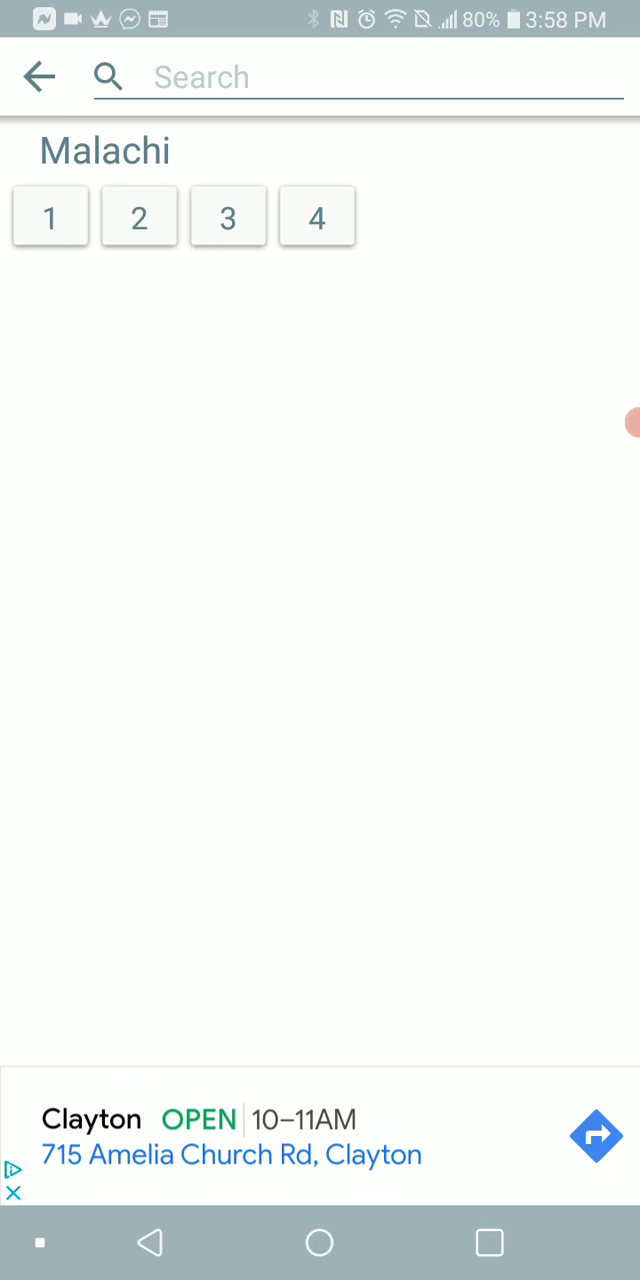 80% 3:58 PM
Search
Malachi
1 2 3 4
Clayton OPEN 10–11AM
715 Amelia Church Rd, Clayton